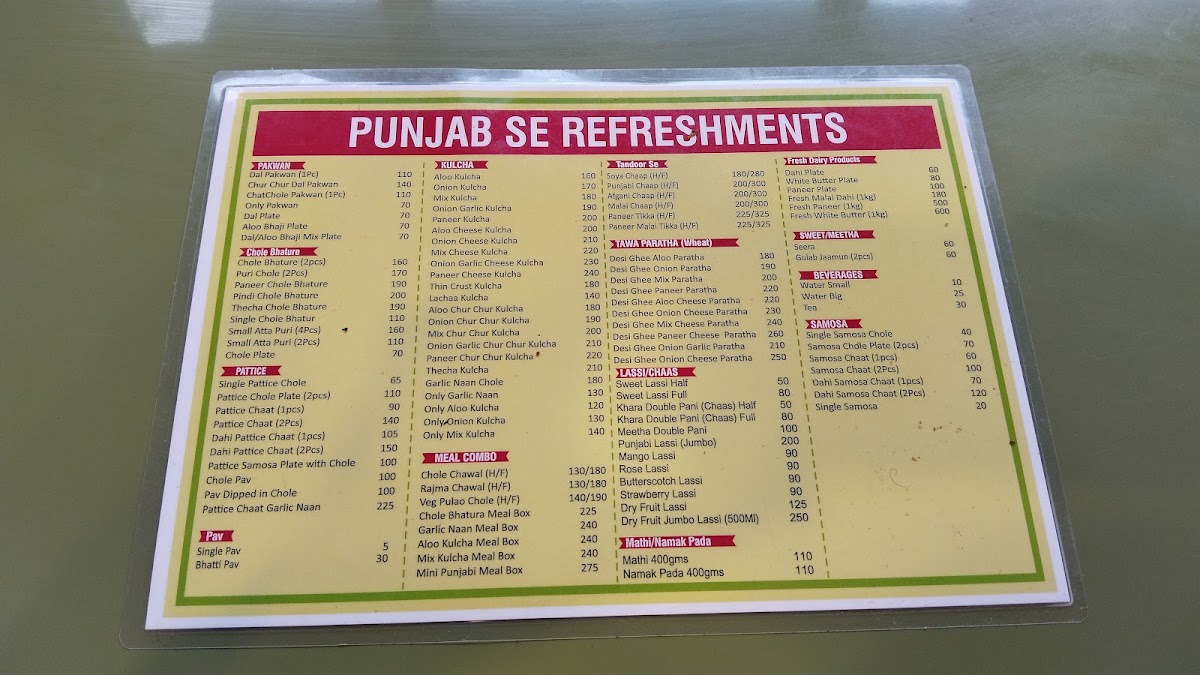 PUNJAB SE REFRESHMENTS
PAKWAN
Dal Pakwan (1Pc) 110
Chur Chur Dal Pakwan 140
ChatChole Pakwan (1Pc) 110
Only Pakwan 70
Dal Plate 70
Aloo Bhaji Plate 70
Dal/Aloo Bhaji Mix Plate 70
Chole Bhature
Chole Bhature (2pcs) 160
Puri Chole (2Pcs) 170
Paneer Chole Bhature 190
Pindi Chole Bhature 200
Thecha Chole Bhature 190
Single Chole Bhatur 110
Small Atta Puri (4Pcs) 160
Small Atta Puri (2Pcs) 110
Chole Plate 70
PATTICE
Single Pattice Chole 65
Pattice Chole Plate (2pcs) 110
Pattice Chaat (1pcs) 90
Pattice Chaat (2Pcs) 140
Dahi Pattice Chaat (1pcs) 105
Dahi Pattice Chaat (2Pcs) 150
Pattice Samosa Plate with Chole 100
Chole Pav 100
Pav Dipped in Chole 100
Pattice Chaat Garlic Naan 225
Pav
Single Pav 5
Bhatti Pav 30
KULCHA
Aloo Kulcha 160
Onion Kulcha 170
Mix Kulcha 180
Onion Garlic Kulcha 190
Paneer Kulcha 200
Aloo Cheese Kulcha 200
Onion Cheese Kulcha 210
Mix Cheese Kulcha 220
Onion Garlic Cheese Kulcha 230
Paneer Cheese Kulcha 240
Thin Crust Kulcha 180
Lachaa Kulcha 140
Aloo Chur Chur Kulcha 180
Onion Chur Chur Kulcha 190
Mix Chur Chur Kulcha 200
Onion Garlic Chur Chur Kulcha 210
Paneer Chur Chur Kulcha 220
Thecha Kulcha 210
Garlic Naan Chole 180
Only Garlic Naan 130
Only Aloo Kulcha 120
Only Onion Kulcha 130
Only Mix Kulcha 140
MEAL COMBO
Chole Chawal (H/F) 130/180
Rajma Chawal (H/F) 130/180
Veg Pulao Chole (H/F) 140/190
Chole Bhatura Meal Box 225
Garlic Naan Meal Box 240
Aloo Kulcha Meal Box 240
Mix Kulcha Meal Box 240
Mini Punjabi Meal Box 275
Tandoor Se
Soya Chaap (H/F) 180/280
Punjabi Chaap (H/F) 200/300
Afgani Chaap (H/F) 200/300
Malai Chaap (H/F) 200/300
Paneer Tikka (H/F) 225/325
Paneer Malai Tikka (H/F) 225/325
TAWA PARATHA (Wheat)
Desi Ghee Aloo Paratha 180
Desi Ghee Onion Paratha 190
Desi Ghee Mix Paratha 200
Desi Ghee Paneer Paratha 220
Desi Ghee Aloo Cheese Paratha 220
Desi Ghee Onion Cheese Paratha 230
Desi Ghee Mix Cheese Paratha 240
Desi Ghee Paneer Cheese Paratha 260
Desi Ghee Onion Garlic Paratha 210
Desi Ghee Onion Cheese Paratha 250
LASSI/CHAAS
Sweet Lassi Half 50
Sweet Lassi Full 80
Khara Double Pani (Chaas) Half 50
Khara Double Pani (Chaas) Full 80
Meetha Double Pani 100
Punjabi Lassi (Jumbo) 200
Mango Lassi 90
Rose Lassi 90
Butterscotch Lassi 90
Strawberry Lassi 90
Dry Fruit Lassi 125
Dry Fruit Jumbo Lassi (500Ml) 250
Mathi/Namak Pada
Mathi 400gms 110
Namak Pada 400gms 110
Fresh Dairy Products
Dahi Plate 60
White Butter Plate 80
Paneer Plate 100
Fresh Malai Dahi (1kg) 180
Fresh Paneer (1kg) 500
Fresh White Butter (1kg) 600
SWEET/MEETHA
Seera 60
Gulab Jaamun (2pcs) 60
BEVERAGES
Water Small 10
Water Big 25
Tea 30
SAMOSA
Single Samosa Chole 40
Samosa Chole Plate (2pcs) 70
Samosa Chaat (1pcs) 60
Samosa Chaat (2Pcs) 100
Dahi Samosa Chaat (1pcs) 70
Dahi Samosa Chaat (2Pcs) 120
Single Samosa 20